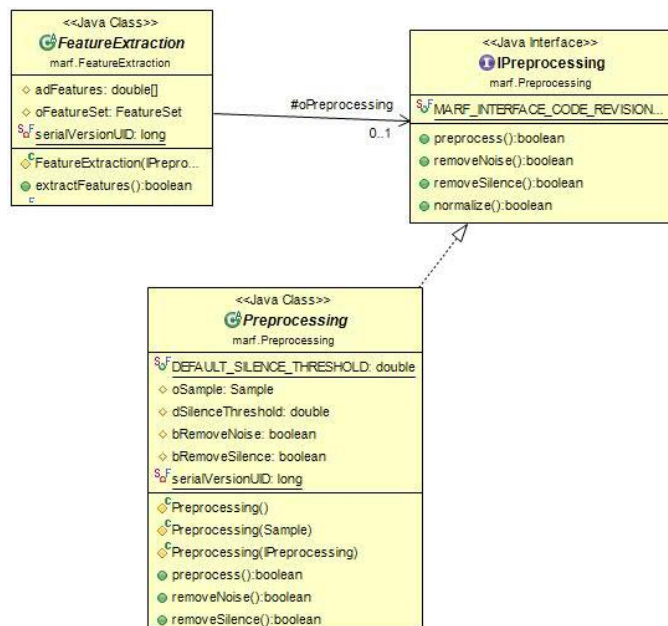 <<Java Class>>
FeatureExtraction
marf.FeatureExtraction
adFeatures: double[]
oFeatureSet: FeatureSet
serialVersionUID: long
FeatureExtraction(IPrepro...
extractFeatures():boolean
#oPreprocessing
0..1
<<Java Interface>>
IPreprocessing
marf.Preprocessing
MARF_INTERFACE_CODE_REVISION...
preprocess():boolean
removeNoise():boolean
removeSilence():boolean
normalize():boolean
<<Java Class>>
Preprocessing
marf.Preprocessing
DEFAULT_SILENCE_THRESHOLD: double
oSample: Sample
dSilenceThreshold: double
bRemoveNoise: boolean
bRemoveSilence: boolean
serialVersionUID: long
Preprocessing()
Preprocessing(Sample)
Preprocessing(IPreprocessing)
preprocess():boolean
removeNoise():boolean
removeSilence():boolean